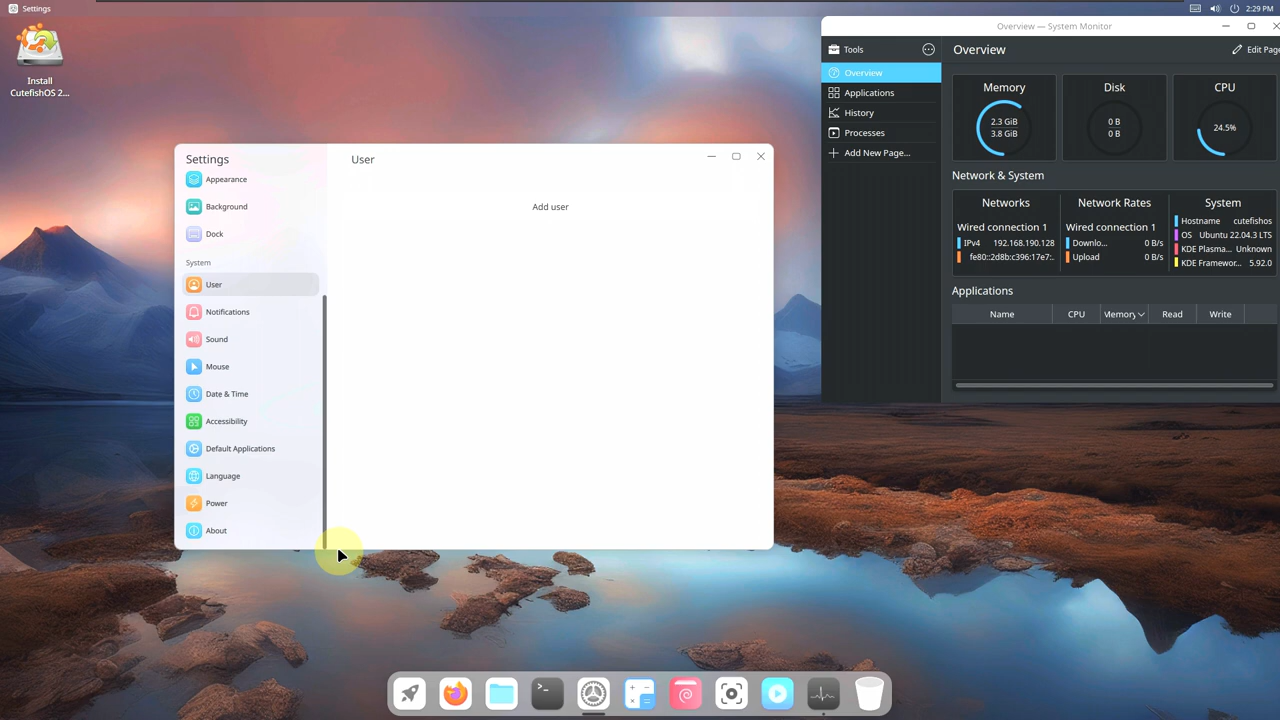 Settings
2:29 PM
Install
CutefishOS 2...
Settings
Appearance
Background
Dock
System
User
Notifications
Sound
Mouse
Date & Time
Accessibility
Default Applications
Language
Power
About
User
Add user
Overview — System Monitor
Tools
Overview
Applications
History
Processes
Add New Page...
Overview
Edit Page
Memory
2.3 GiB
3.8 GiB
Disk
0 B
0 B
CPU
24.5%
Network & System
Networks
Wired connection 1
IPv4 192.168.190.128
fe80::2d8b:c396:17e7:.
Network Rates
Wired connection 1
Downlo... 0 B/s
Upload 0 B/s
System
Hostname cutefishos
OS Ubuntu 22.04.3 LTS
KDE Plasma... Unknown
KDE Framewor... 5.92.0
Applications
Name CPU Memory Read Write